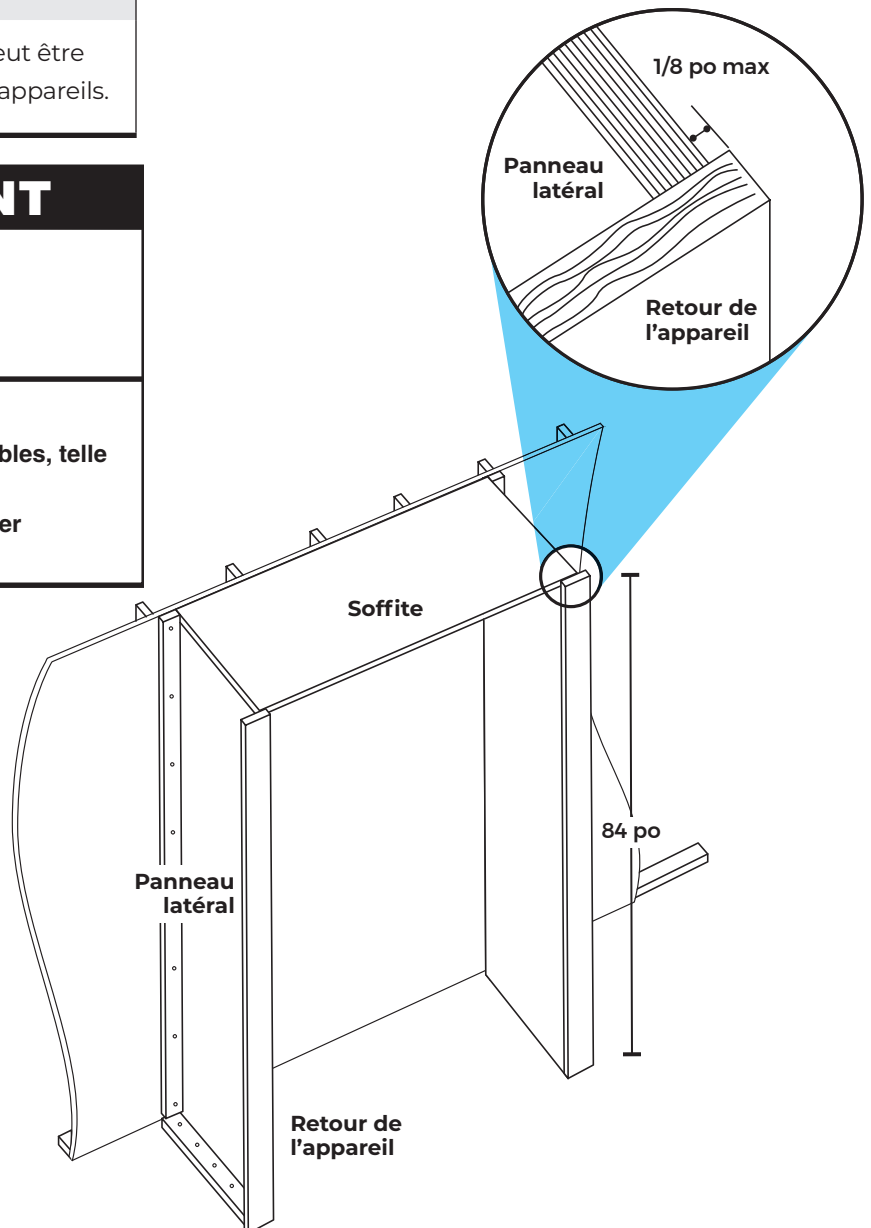 eut être
appareils.
NT
bles, telle
er
1/8 po max
Panneau
latéral
Retour de
l’appareil
Soffite
84 po
Panneau
latéral
Retour de
l’appareil